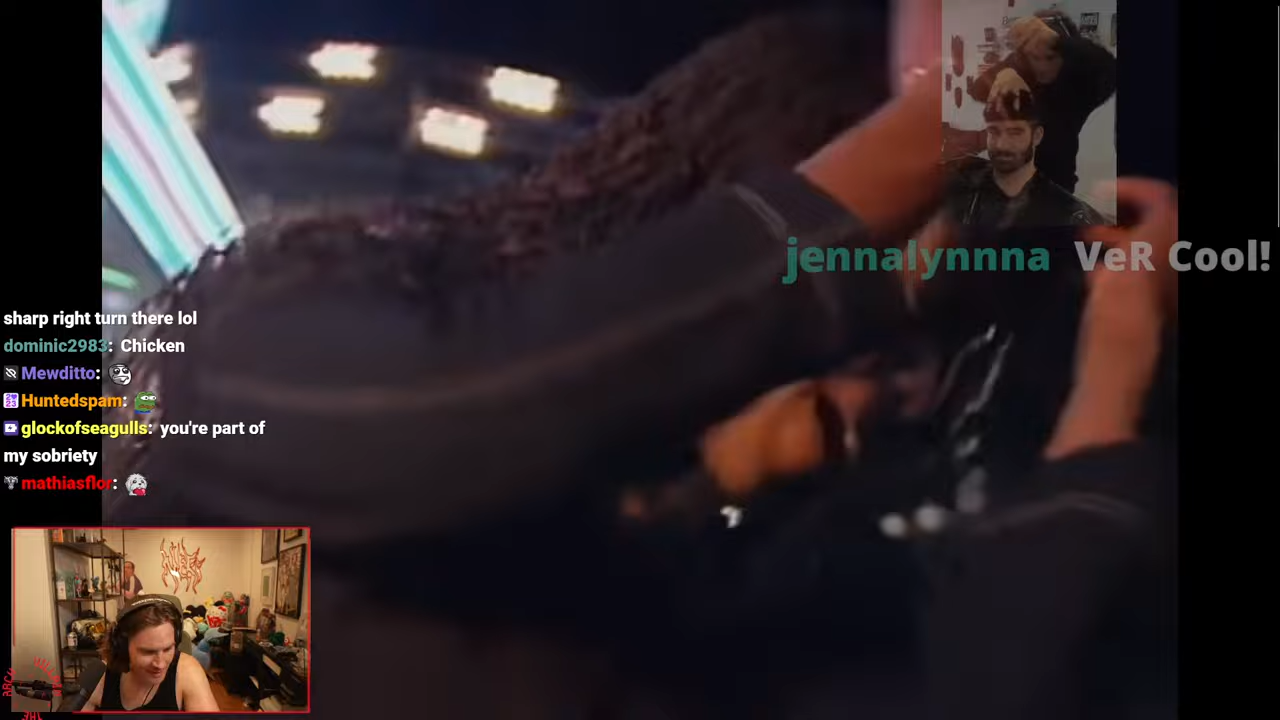 jennalynnna VeR Cool!
sharp right turn there lol
dominic2983: Chicken
Mewditto:
Huntedspam:
glockofseagulls: you're part of
my sobriety
mathiasflor: